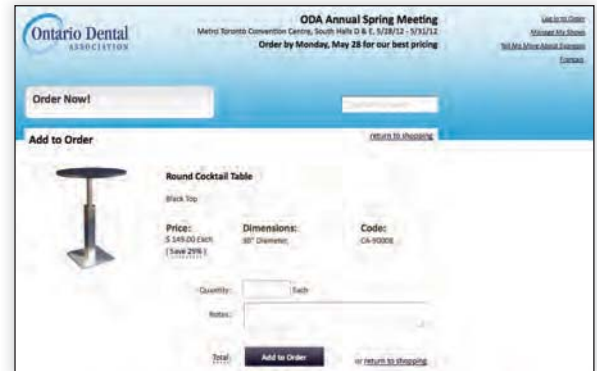 Ontario Dental
ASSOCIATION
ODA Annual Spring Meeting
Metro Toronto Convention Centre, South Halls D & E, 5/28/12 - 5/31/12
Order by Monday, May 28 for our best pricing
Log In to Order
Manage My Shows
Tell Me More About
Order Now!
Add to Order
return to shopping
Round Cocktail Table
Black Top
Price:
Dimensions:
Code:
$ 149.00 Each
30" Diameter
( Save 29% )
Quantity:
Each
Notes:
Total:
Add to Order
or return to shopping